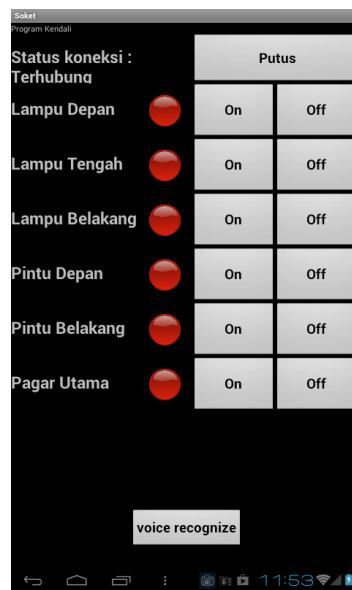 Soket
Program Kendali
Status koneksi :
Terhubung
Putus
Lampu Depan
On
Off
Lampu Tengah
On
Off
Lampu Belakang
On
Off
Pintu Depan
On
Off
Pintu Belakang
On
Off
Pagar Utama
On
Off
voice recognize
11:53